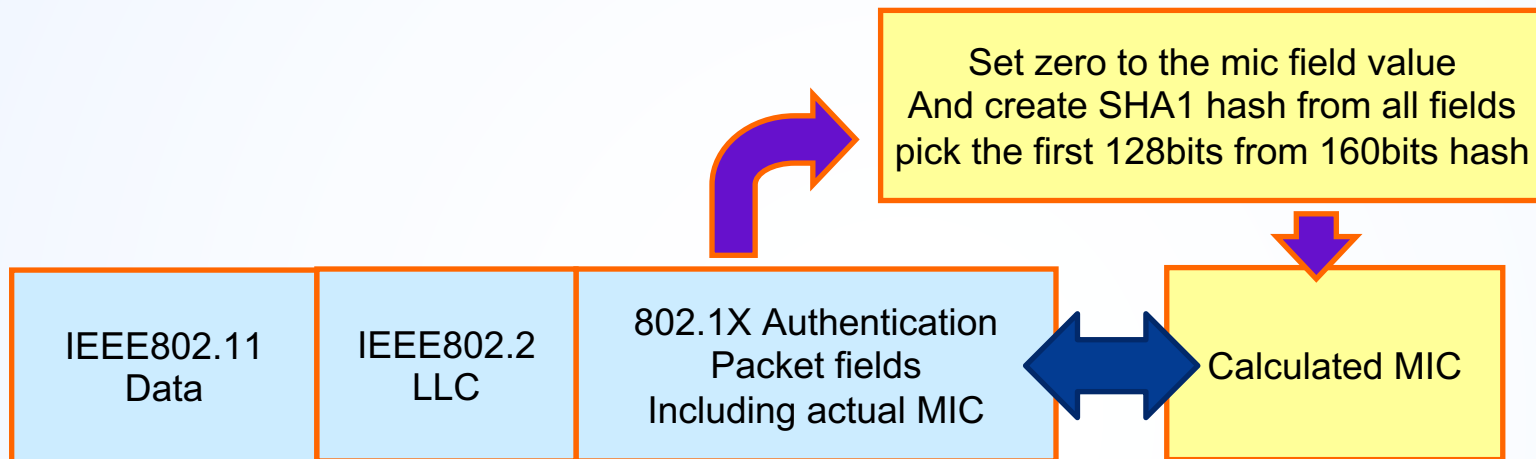 Set zero to the mic field value
And create SHA1 hash from all fields
pick the first 128bits from 160bits hash
IEEE802.11
Data
IEEE802.2
LLC
802.1X Authentication
Packet fields
Including actual MIC
Calculated MIC